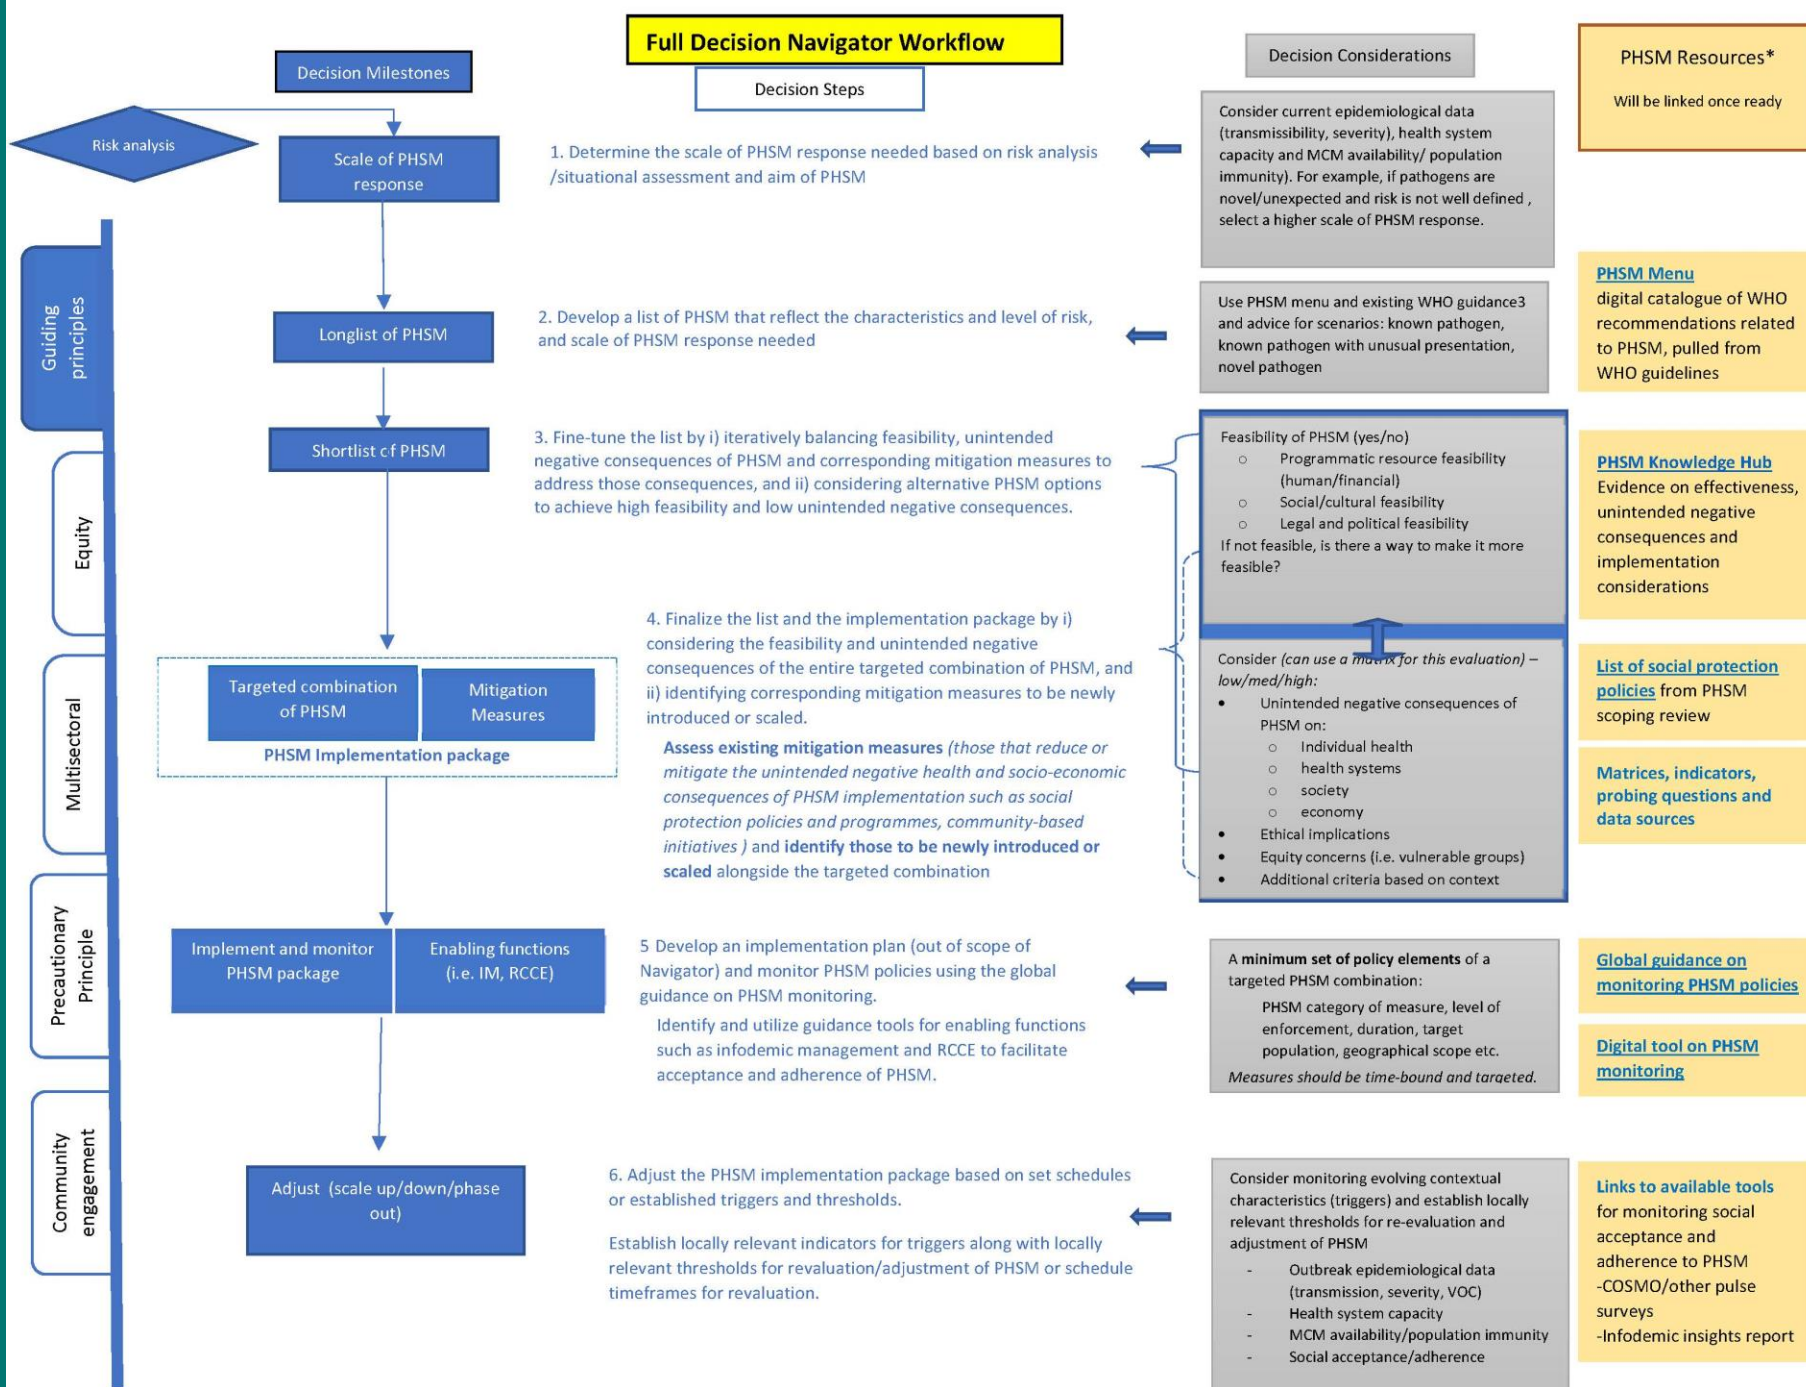 Full Decision Navigator Workflow
Decision Milestones
Decision Steps
Decision Considerations
PHSM Resources*
Will be linked once ready
Risk analysis
Scale of PHSM
response
1. Determine the scale of PHSM response needed based on risk analysis
/situational assessment and aim of PHSM
Consider current epidemiological data
(transmissibility, severity), health system
capacity and MCM availability/ population
immunity). For example, if pathogens are
novel/unexpected and risk is not well defined ,
select a higher scale of PHSM response.
Guiding
principles
Longlist of PHSM
2. Develop a list of PHSM that reflect the characteristics and level of risk,
and scale of PHSM response needed
Use PHSM menu and existing WHO guidance3
and advice for scenarios: known pathogen,
known pathogen with unusual presentation,
novel pathogen
PHSM Menu
digital catalogue of WHO
recommendations related
to PHSM, pulled from
WHO guidelines
Shortlist of PHSM
3. Fine-tune the list by i) iteratively balancing feasibility, unintended
negative consequences of PHSM and corresponding mitigation measures to
address those consequences, and ii) considering alternative PHSM options
to achieve high feasibility and low unintended negative consequences.
Feasibility of PHSM (yes/no)
o Programmatic resource feasibility
(human/financial)
o Social/cultural feasibility
o Legal and political feasibility
If not feasible, is there a way to make it more
feasible?
PHSM Knowledge Hub
Evidence on effectiveness,
unintended negative
consequences and
implementation
considerations
Equity
Targeted combination
of PHSM
Mitigation
Measures
PHSM Implementation package
4. Finalize the list and the implementation package by i)
considering the feasibility and unintended negative
consequences of the entire targeted combination of PHSM, and
ii) identifying corresponding mitigation measures to be newly
introduced or scaled.
Assess existing mitigation measures (those that reduce or
mitigate the unintended negative health and socio-economic
consequences of PHSM implementation such as social
protection policies and programmes, community-based
initiatives ) and identify those to be newly introduced or
scaled alongside the targeted combination
Consider (can use a matrix for this evaluation) –
low/med/high:
• Unintended negative consequences of
PHSM on:
o Individual health
o health systems
o society
o economy
• Ethical implications
• Equity concerns (i.e. vulnerable groups)
• Additional criteria based on context
List of social protection
policies from PHSM
scoping review
Matrices, indicators,
probing questions and
data sources
Multisectoral
Implement and monitor
PHSM package
Enabling functions
(i.e. IM, RCCE)
5 Develop an implementation plan (out of scope of
Navigator) and monitor PHSM policies using the global
guidance on PHSM monitoring.
Identify and utilize guidance tools for enabling functions
such as infodemic management and RCCE to facilitate
acceptance and adherence of PHSM.
A minimum set of policy elements of a
targeted PHSM combination:
PHSM category of measure, level of
enforcement, duration, target
population, geographical scope etc.
Measures should be time-bound and targeted.
Global guidance on
monitoring PHSM policies
Digital tool on PHSM
monitoring
Precautionary
Principle
Adjust (scale up/down/phase
out)
6. Adjust the PHSM implementation package based on set schedules
or established triggers and thresholds.
Establish locally relevant indicators for triggers along with locally
relevant thresholds for revaluation/adjustment of PHSM or schedule
timeframes for revaluation.
Consider monitoring evolving contextual
characteristics (triggers) and establish locally
relevant thresholds for re-evaluation and
adjustment of PHSM
- Outbreak epidemiological data
(transmission, severity, VOC)
- Health system capacity
- MCM availability/population immunity
- Social acceptance/adherence
Links to available tools
for monitoring social
acceptance and
adherence to PHSM
-COSMO/other pulse
surveys
-Infodemic insights report
Community
engagement